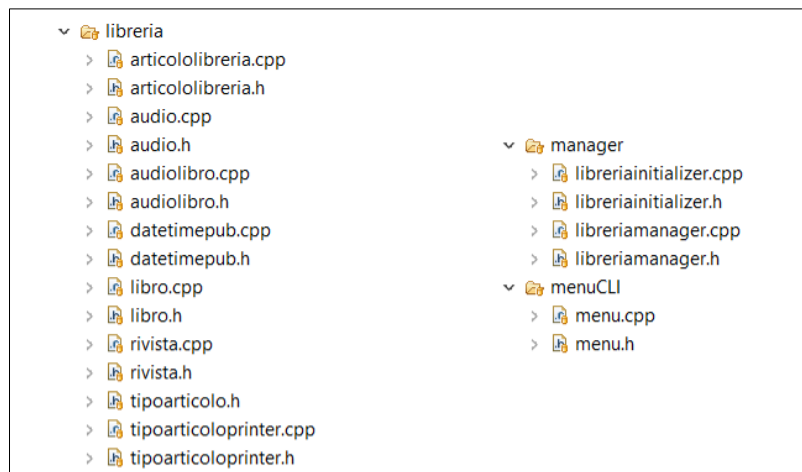 libreria
articololibreria.cpp
articololibreria.h
audio.cpp
audio.h
audiolibro.cpp
audiolibro.h
datetimepub.cpp
datetimepub.h
libro.cpp
libro.h
rivista.cpp
rivista.h
tipoarticolo.h
tipoarticoloprinter.cpp
tipoarticoloprinter.h
manager
libreriainitializer.cpp
libreriainitializer.h
libreriamanager.cpp
libreriamanager.h
menuCLI
menu.cpp
menu.h